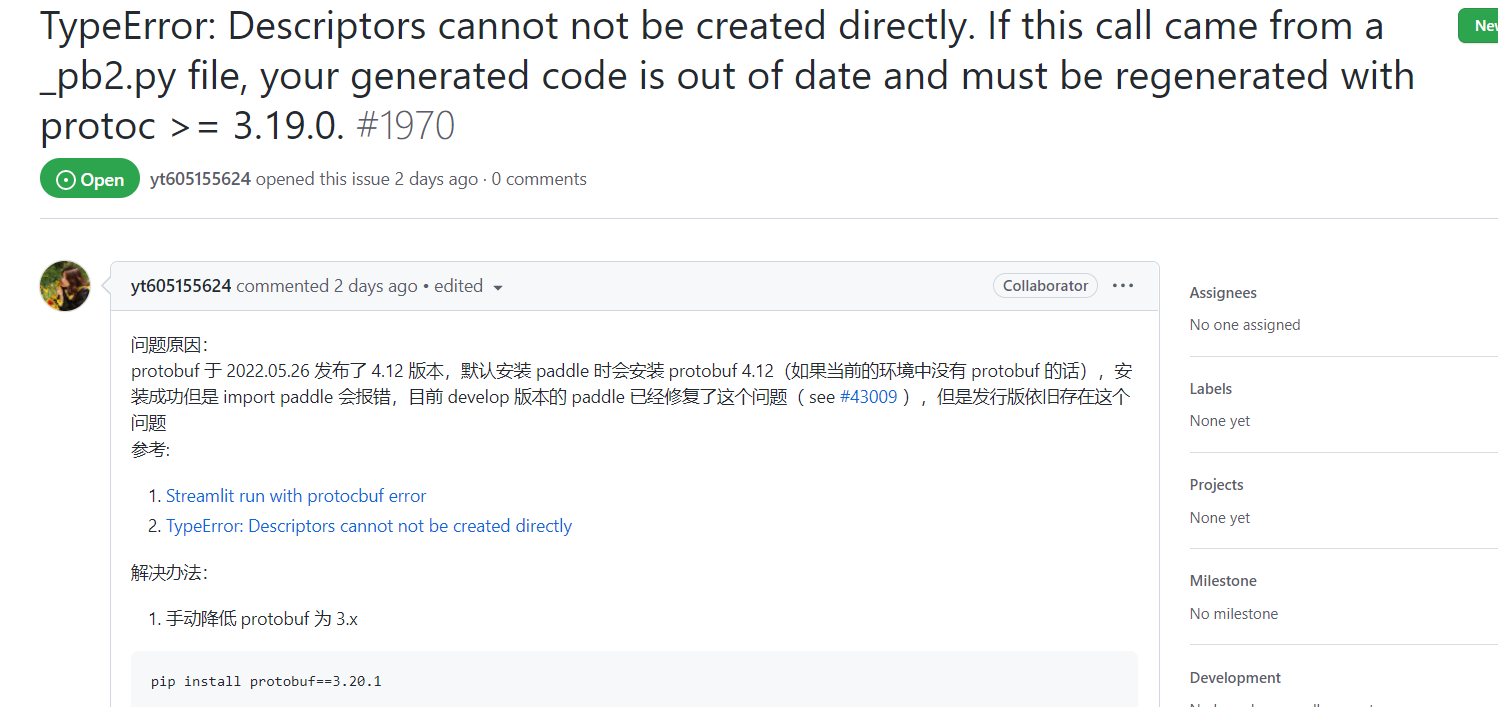 TypeError: Descriptors cannot not be created directly. If this call came from a
_pb2.py file, your generated code is out of date and must be regenerated with
protoc >= 3.19.0. #1970
New
Open
yt605155624 opened this issue 2 days ago · 0 comments
yt605155624 commented 2 days ago • edited
Collaborator
问题原因：
protobuf 于 2022.05.26 发布了 4.12 版本，默认安装 paddle 时会安装 protobuf 4.12（如果当前的环境中没有 protobuf 的话），安
装成功但是 import paddle 会报错，目前 develop 版本的 paddle 已经修复了这个问题（ see #43009 ），但是发行版依旧存在这个
问题
参考:
1. Streamlit run with protocbuf error
2. TypeError: Descriptors cannot not be created directly
解决办法：
1. 手动降低 protobuf 为 3.x
pip install protobuf==3.20.1
Assignees
No one assigned
Labels
None yet
Projects
None yet
Milestone
No milestone
Development